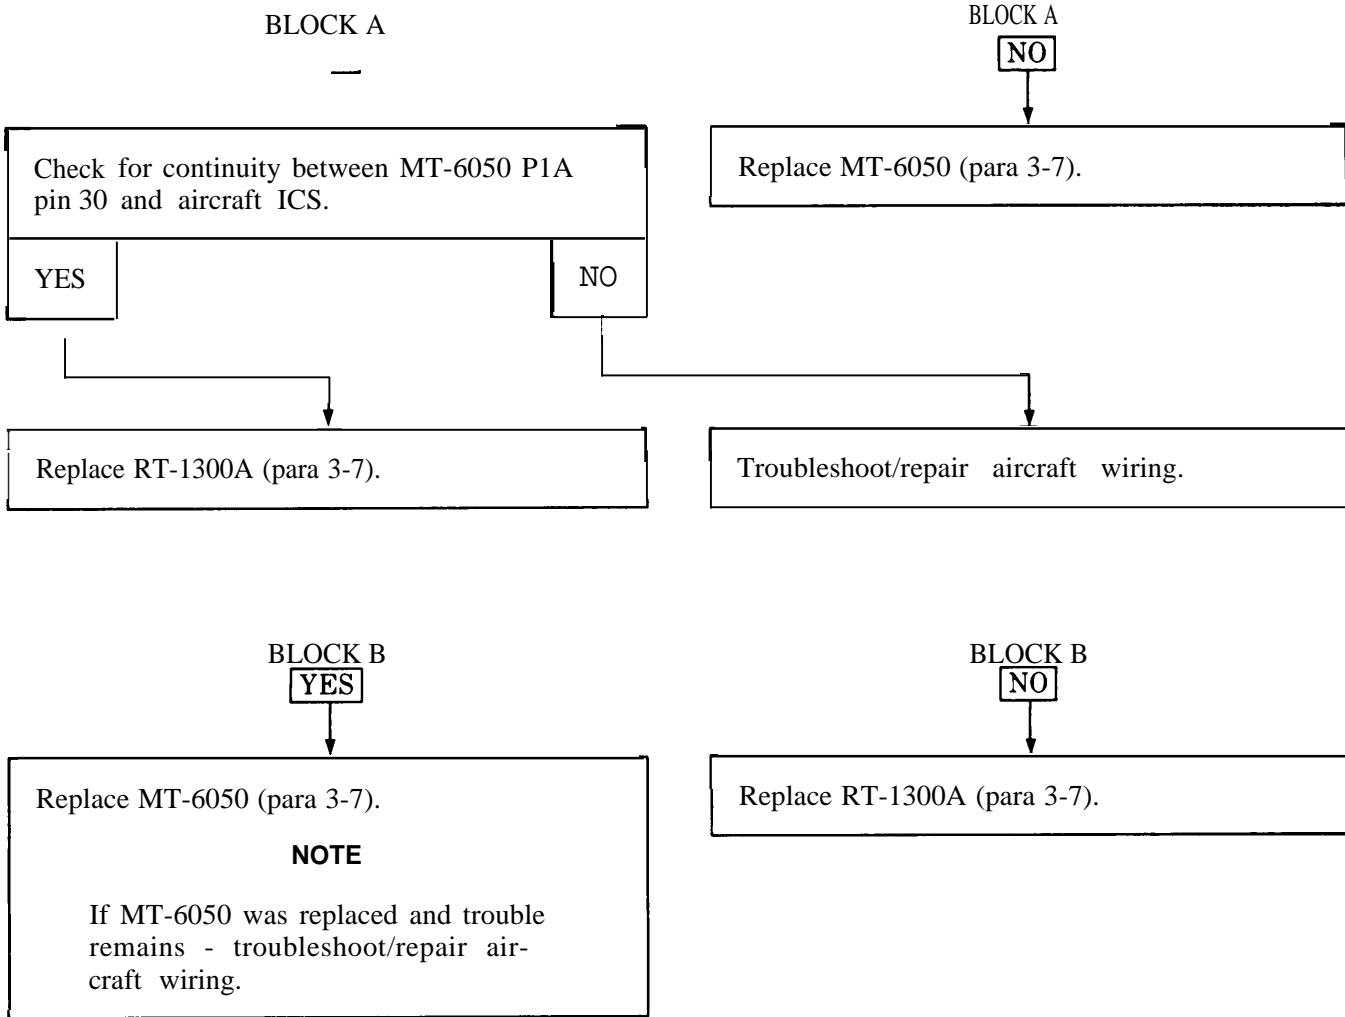 BLOCK A
Check for continuity between MT-6050 P1A
pin 30 and aircraft ICS.
YES
NO
Replace RT-1300A (para 3-7).
BLOCK A
NO
Replace MT-6050 (para 3-7).
Troubleshoot/repair aircraft wiring.
BLOCK B
YES
Replace MT-6050 (para 3-7).
NOTE
If MT-6050 was replaced and trouble
remains - troubleshoot/repair air-
craft wiring.
BLOCK B
NO
Replace RT-1300A (para 3-7).